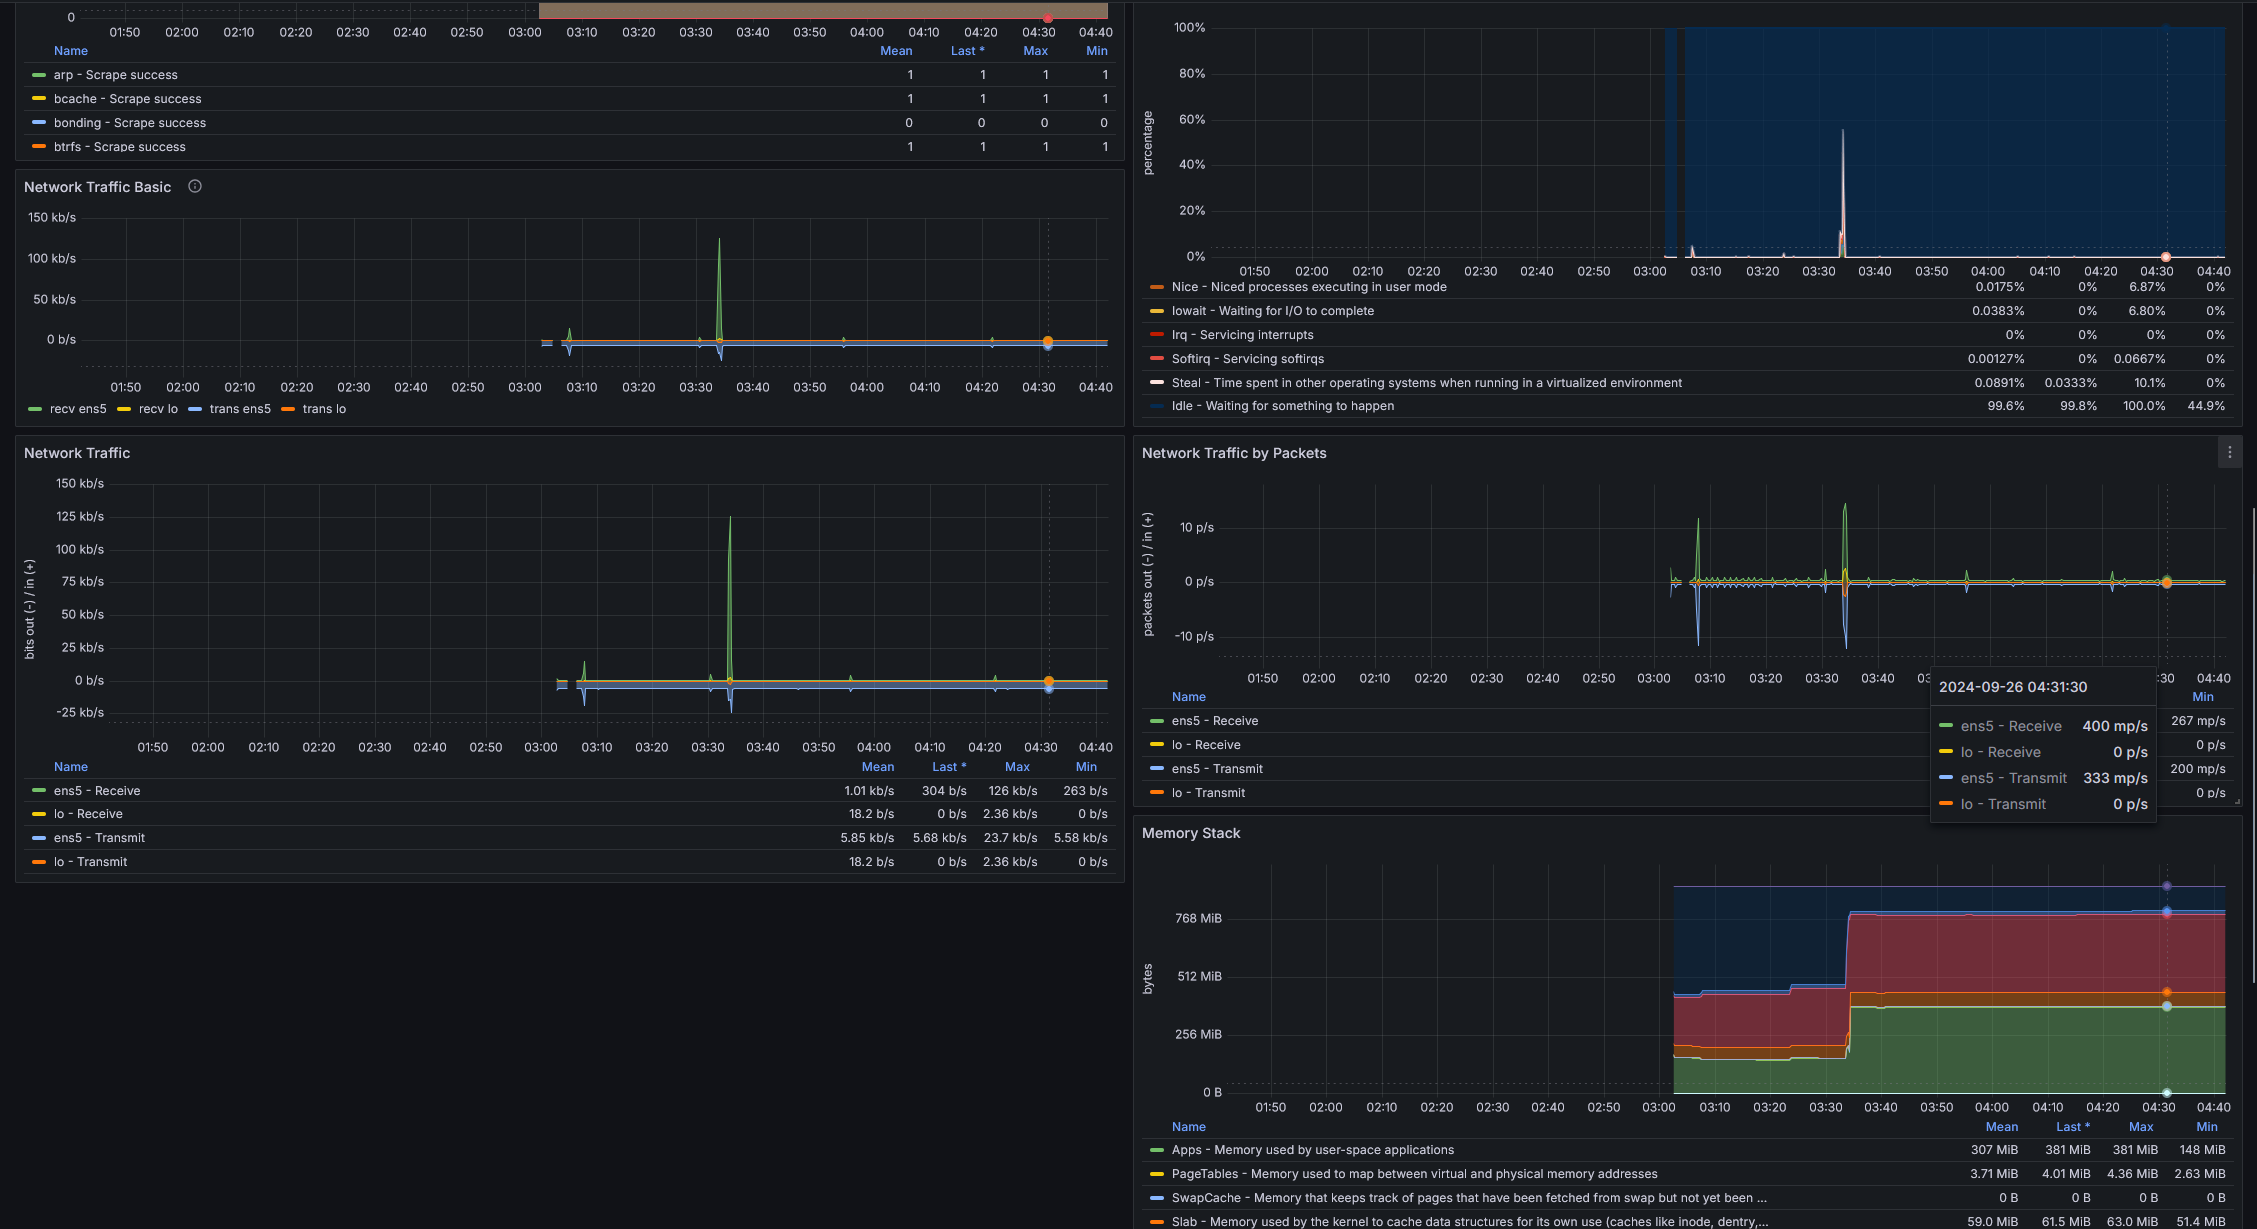 0
01:50 02:00 02:10 02:20 02:30 02:40 02:50 03:00 03:10 03:20 03:30 03:40 03:50 04:00 04:10 04:20 04:30 04:40
Name Mean Last * Max Min
arp - Scrape success 1 1 1 1
bcache - Scrape success 1 1 1 1
bonding - Scrape success 0 0 0 0
btrfs - Scrape success 1 1 1 1
100%
80%
60%
40%
20%
0%
percentage
01:50 02:00 02:10 02:20 02:30 02:40 02:50 03:00 03:10 03:20 03:30 03:40 03:50 04:00 04:10 04:20 04:30 04:40
Nice - Niced processes executing in user mode 0.0175% 0% 6.87% 0%
Iowait - Waiting for I/O to complete 0.0383% 0% 6.80% 0%
Irq - Servicing interrupts 0% 0% 0% 0%
Softirq - Servicing softirqs 0.00127% 0% 0.0667% 0%
Steal - Time spent in other operating systems when running in a virtualized environment 0.0891% 0.0333% 10.1% 0%
Idle - Waiting for something to happen 99.6% 99.8% 100.0% 44.9%
Network Traffic Basic
150 kb/s
100 kb/s
50 kb/s
0 b/s
01:50 02:00 02:10 02:20 02:30 02:40 02:50 03:00 03:10 03:20 03:30 03:40 03:50 04:00 04:10 04:20 04:30 04:40
recv ens5 recv lo trans ens5 trans lo
Network Traffic
150 kb/s
125 kb/s
100 kb/s
75 kb/s
50 kb/s
25 kb/s
0 b/s
-25 kb/s
bits out (-) / in (+)
01:50 02:00 02:10 02:20 02:30 02:40 02:50 03:00 03:10 03:20 03:30 03:40 03:50 04:00 04:10 04:20 04:30 04:40
Name Mean Last * Max Min
ens5 - Receive 1.01 kb/s 304 b/s 126 kb/s 263 b/s
lo - Receive 18.2 b/s 0 b/s 2.36 kb/s 0 b/s
ens5 - Transmit 5.85 kb/s 5.68 kb/s 23.7 kb/s 5.58 kb/s
lo - Transmit 18.2 b/s 0 b/s 2.36 kb/s 0 b/s
Network Traffic by Packets
10 p/s
0 p/s
-10 p/s
packets out (-) / in (+)
01:50 02:00 02:10 02:20 02:30 02:40 02:50 03:00 03:10 03:20 03:30 03:40 :30 04:40
Name Min
ens5 - Receive 267 mp/s
lo - Receive 0 p/s
ens5 - Transmit 200 mp/s
lo - Transmit 0 p/s
2024-09-26 04:31:30
ens5 - Receive 400 mp/s
lo - Receive 0 p/s
ens5 - Transmit 333 mp/s
lo - Transmit 0 p/s
Memory Stack
768 MiB
512 MiB
256 MiB
0 B
bytes
01:50 02:00 02:10 02:20 02:30 02:40 02:50 03:00 03:10 03:20 03:30 03:40 03:50 04:00 04:10 04:20 04:30 04:40
Name Mean Last * Max Min
Apps - Memory used by user-space applications 307 MiB 381 MiB 381 MiB 148 MiB
PageTables - Memory used to map between virtual and physical memory addresses 3.71 MiB 4.01 MiB 4.36 MiB 2.63 MiB
SwapCache - Memory that keeps track of pages that have been fetched from swap but not yet been ... 0 B 0 B 0 B 0 B
Slab - Memory used by the kernel to cache data structures for its own use (caches like inode, dentry,... 59.0 MiB 61.5 MiB 63.0 MiB 51.4 MiB